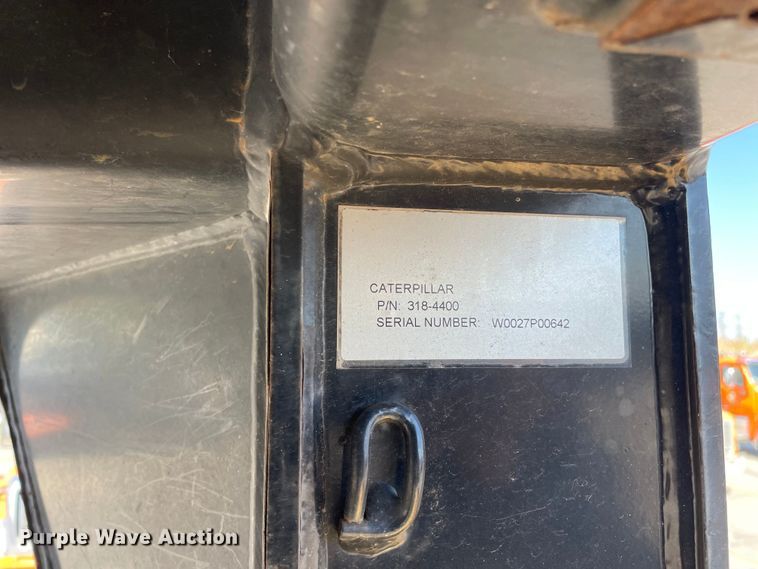 CATERPILLAR
P/N: 318-4400
SERIAL NUMBER: W0027P00642
Purple Wave Auction